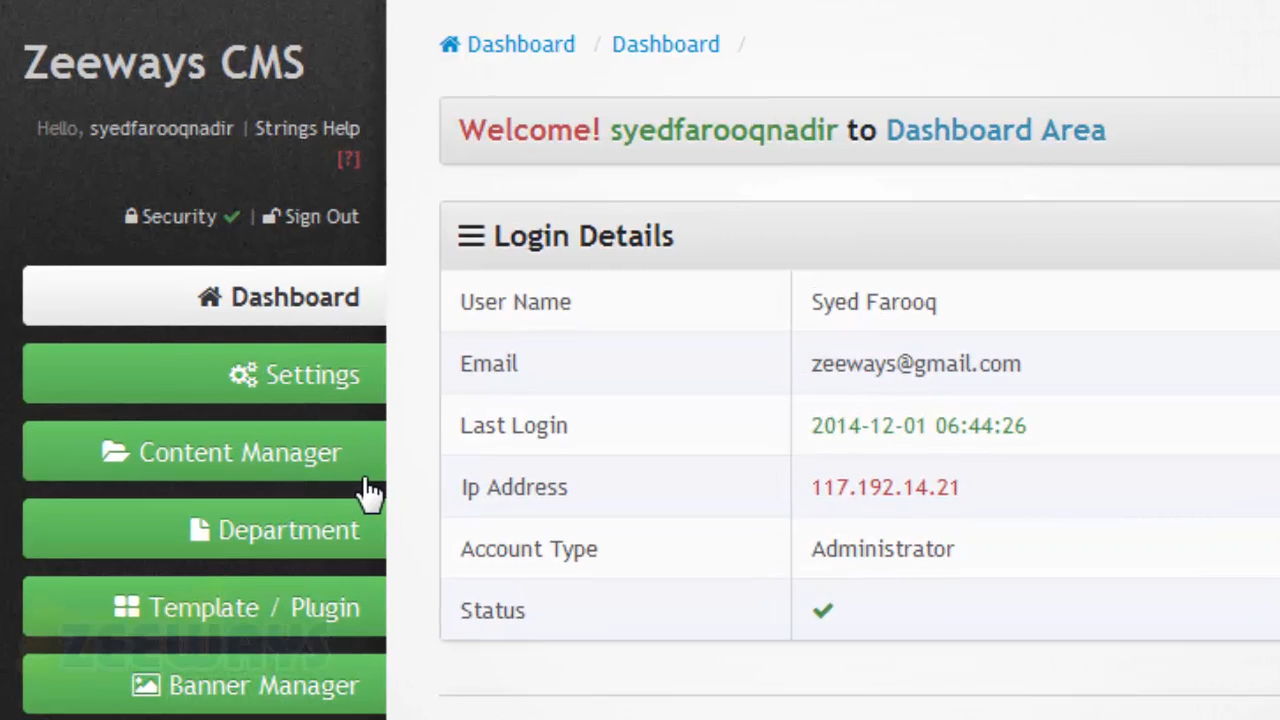 Zeeways CMS
Hello, syedfarooqnadir | Strings Help
[?]
Security | Sign Out
Dashboard
Settings
Content Manager
Department
Template / Plugin
ZEEWAYS
Banner Manager
Dashboard / Dashboard /
Welcome! syedfarooqnadir to Dashboard Area
Login Details
User Name Syed Farooq
Email zeeways@gmail.com
Last Login 2014-12-01 06:44:26
Ip Address 117.192.14.21
Account Type Administrator
Status